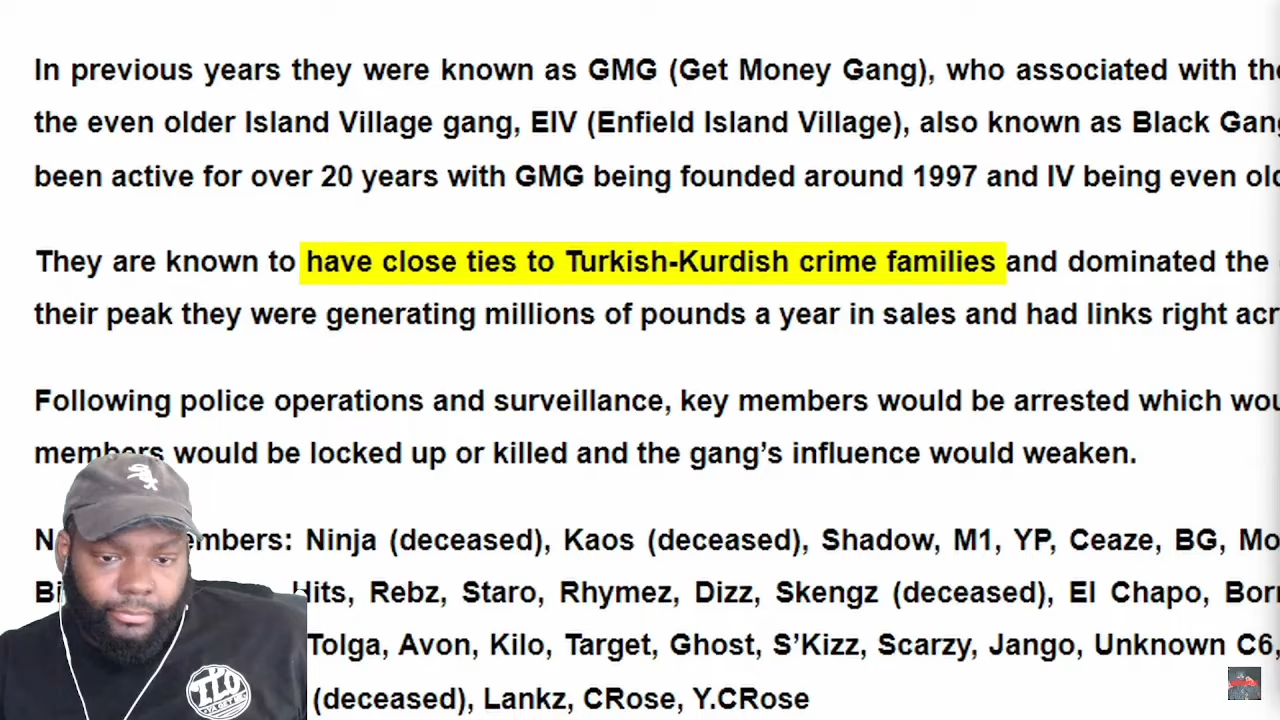 In previous years they were known as GMG (Get Money Gang), who associated with
the even older Island Village gang, EIV (Enfield Island Village), also known as Black
been active for over 20 years with GMG being founded around 1997 and IV being even
They are known to have close ties to Turkish-Kurdish crime families and dominated the
their peak they were generating millions of pounds a year in sales and had links right
Following police operations and surveillance, key members would be arrested which
members would be locked up or killed and the gang’s influence would weaken.
Ninja (deceased), Kaos (deceased), Shadow, M1, YP, Ceaze, BG,
Hits, Rebz, Staro, Rhymez, Dizz, Skengz (deceased), El Chapo,
Tolga, Avon, Kilo, Target, Ghost, S’Kizz, Scarzy, Jango, Unknown C6,
(deceased), Lankz, CRose, Y.CRose
TLO